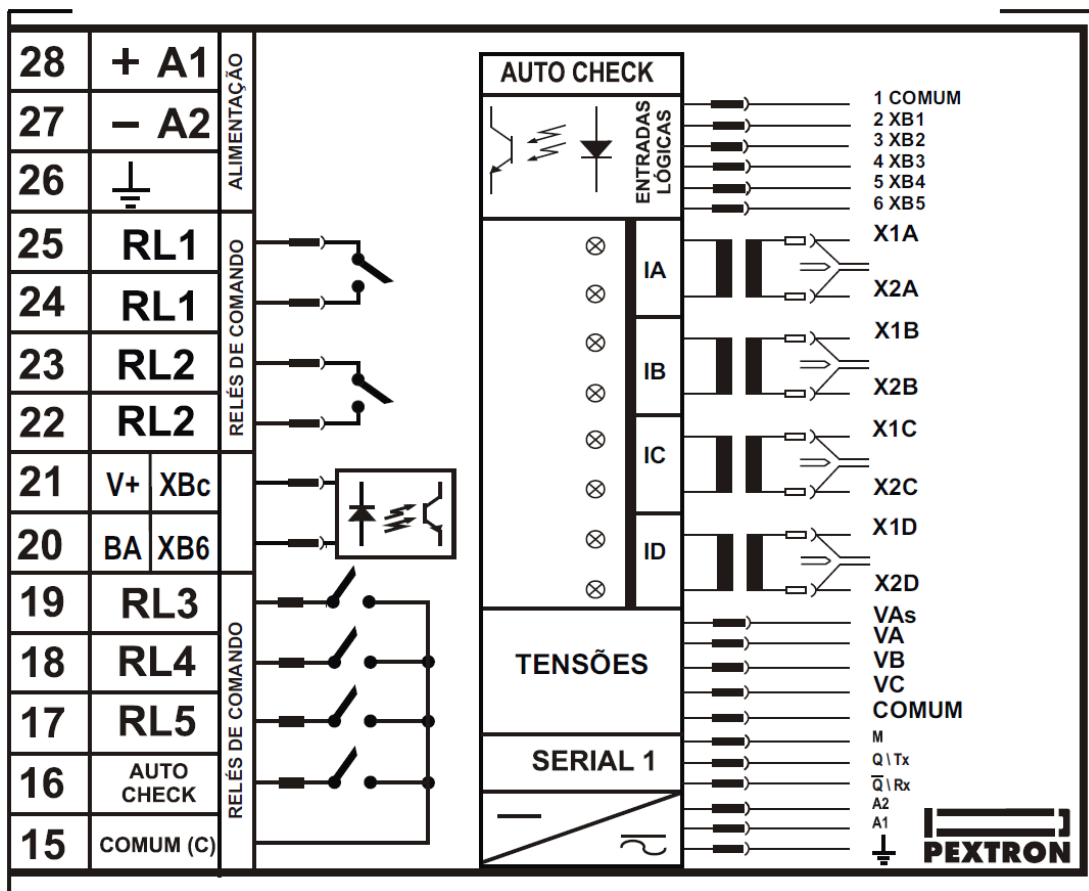 28 + A1
27 − A2
26
ALIMENTAÇÃO
25 RL1
24 RL1
23 RL2
22 RL2
RELÉS DE COMANDO
21 V+ XBc
20 BA XB6
19 RL3
18 RL4
17 RL5
16 AUTO
CHECK
15 COMUM (C)
RELÉS DE COMANDO
AUTO CHECK
ENTRADAS
LÓGICAS
IA
IB
IC
ID
TENSÕES
SERIAL 1
1 COMUM
2 XB1
3 XB2
4 XB3
5 XB4
6 XB5
X1A
X2A
X1B
X2B
X1C
X2C
X1D
X2D
VAs
VA
VB
VC
COMUM
M
Q \ Tx
Q̅ \ Rx
A2
A1
PEXTRON